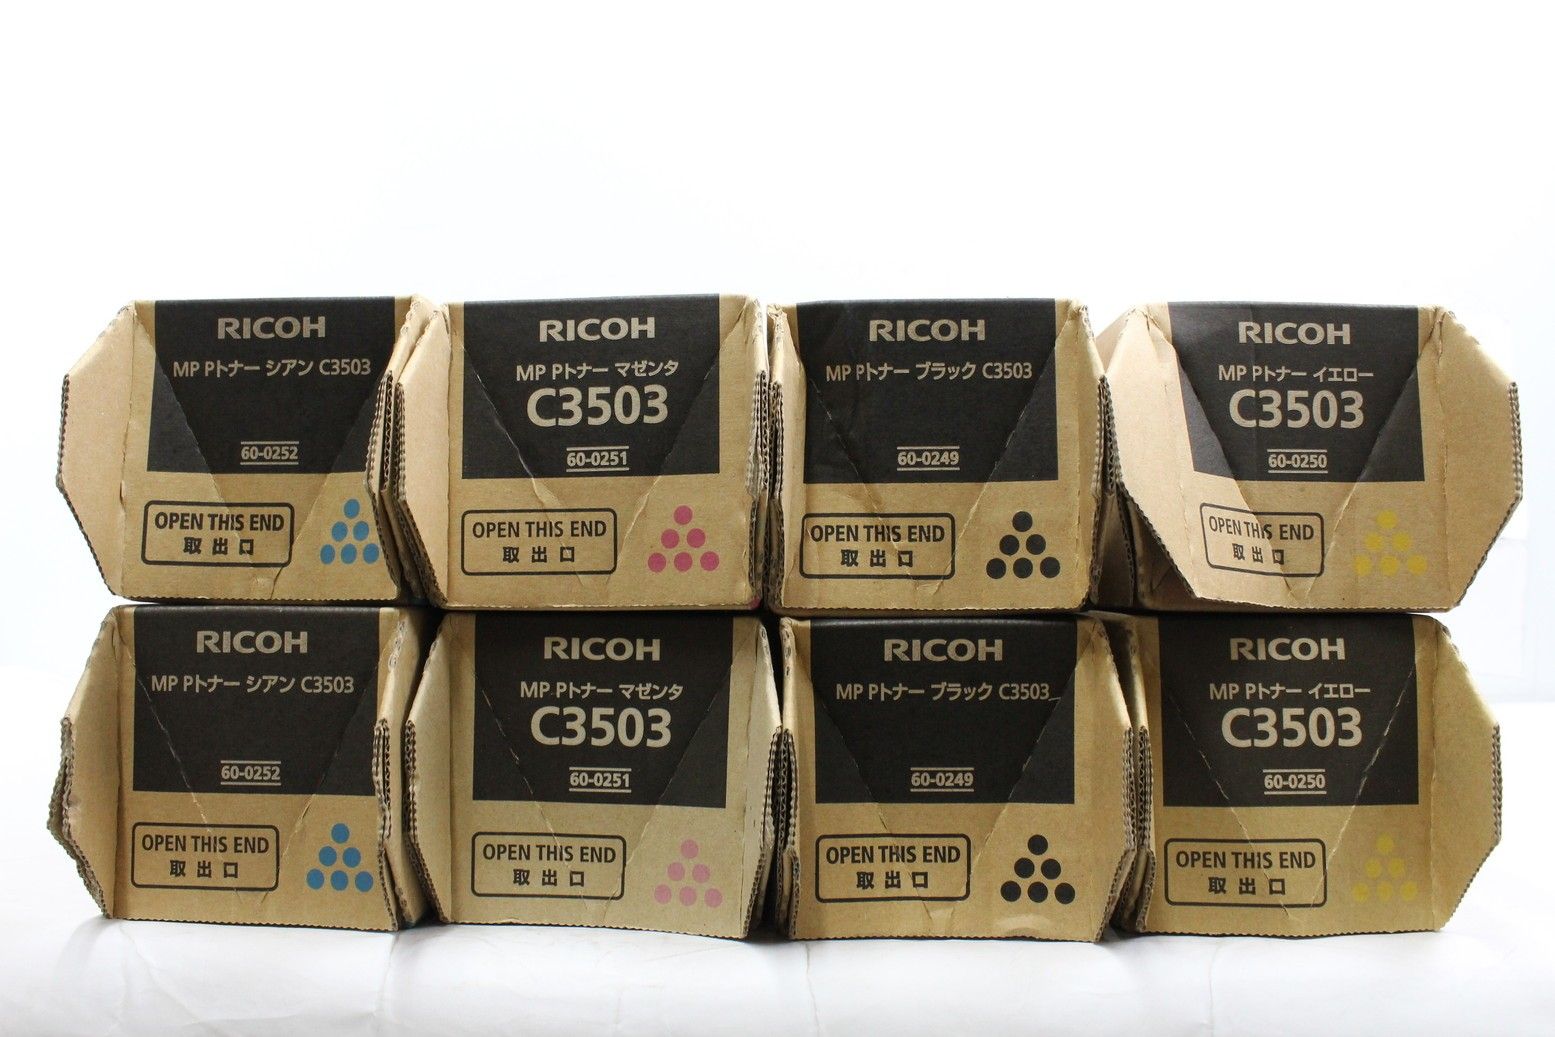 RICOH
MP Pトナー シアン C3503
60-0252
OPEN THIS END
取出口
RICOH
MP Pトナー マゼンタ
C3503
60-0251
OPEN THIS END
取出口
RICOH
MP Pトナー ブラック C3503
60-0249
OPEN THIS END
取出口
RICOH
MP Pトナー イエロー
C3503
60-0250
OPEN THIS END
取出口
RICOH
MP Pトナー シアン C3503
60-0252
OPEN THIS END
取出口
RICOH
MP Pトナー マゼンタ
C3503
60-0251
OPEN THIS END
取出口
RICOH
MP Pトナー ブラック C3503
60-0249
OPEN THIS END
取出口
RICOH
MP Pトナー イエロー
C3503
60-0250
OPEN THIS END
取出口